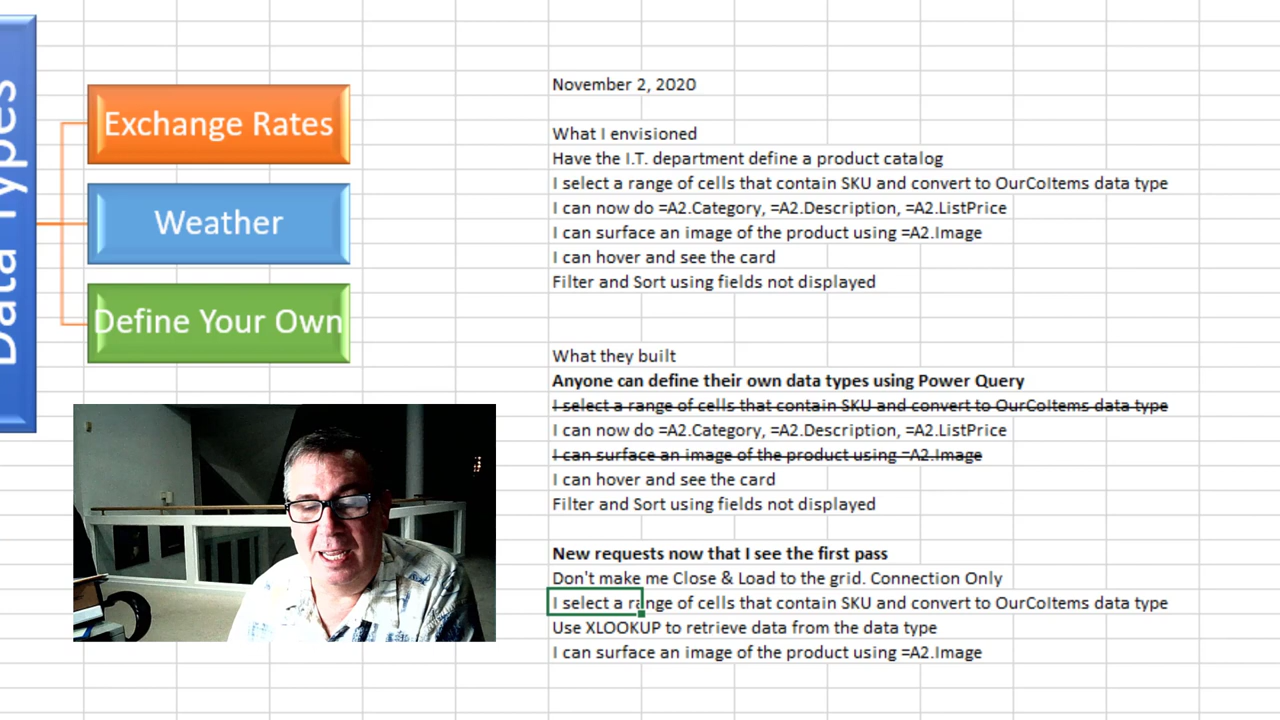 Data Types
Exchange Rates
Weather
Define Your Own
November 2, 2020
What I envisioned
Have the I.T. department define a product catalog
I select a range of cells that contain SKU and convert to OurCoItems data type
I can now do =A2.Category, =A2.Description, =A2.ListPrice
I can surface an image of the product using =A2.Image
I can hover and see the card
Filter and Sort using fields not displayed
What they built
Anyone can define their own data types using Power Query
I select a range of cells that contain SKU and convert to OurCoItems data type
I can now do =A2.Category, =A2.Description, =A2.ListPrice
I can surface an image of the product using =A2.Image
I can hover and see the card
Filter and Sort using fields not displayed
New requests now that I see the first pass
Don't make me Close & Load to the grid. Connection Only
I select a range of cells that contain SKU and convert to OurCoItems data type
Use XLOOKUP to retrieve data from the data type
I can surface an image of the product using =A2.Image